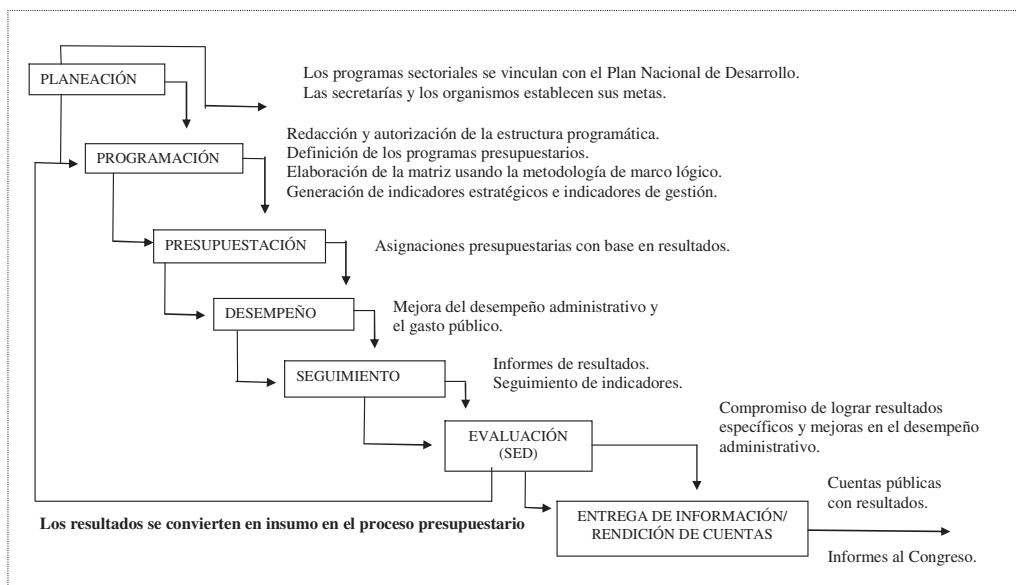 PLANEACIÓN
Los programas sectoriales se vinculan con el Plan Nacional de Desarrollo.
Las secretarías y los organismos establecen sus metas.
PROGRAMACIÓN
Redacción y autorización de la estructura programática.
Definición de los programas presupuestarios.
Elaboración de la matriz usando la metodología de marco lógico.
Generación de indicadores estratégicos e indicadores de gestión.
PRESUPUESTACIÓN
Asignaciones presupuestarias con base en resultados.
DESEMPEÑO
Mejora del desempeño administrativo y
el gasto público.
SEGUIMIENTO
Informes de resultados.
Seguimiento de indicadores.
EVALUACIÓN
(SED)
Compromiso de lograr resultados
específicos y mejoras en el desempeño
administrativo.
Los resultados se convierten en insumo en el proceso presupuestario
ENTREGA DE INFORMACIÓN/
RENDICIÓN DE CUENTAS
Cuentas públicas
con resultados.
Informes al Congreso.